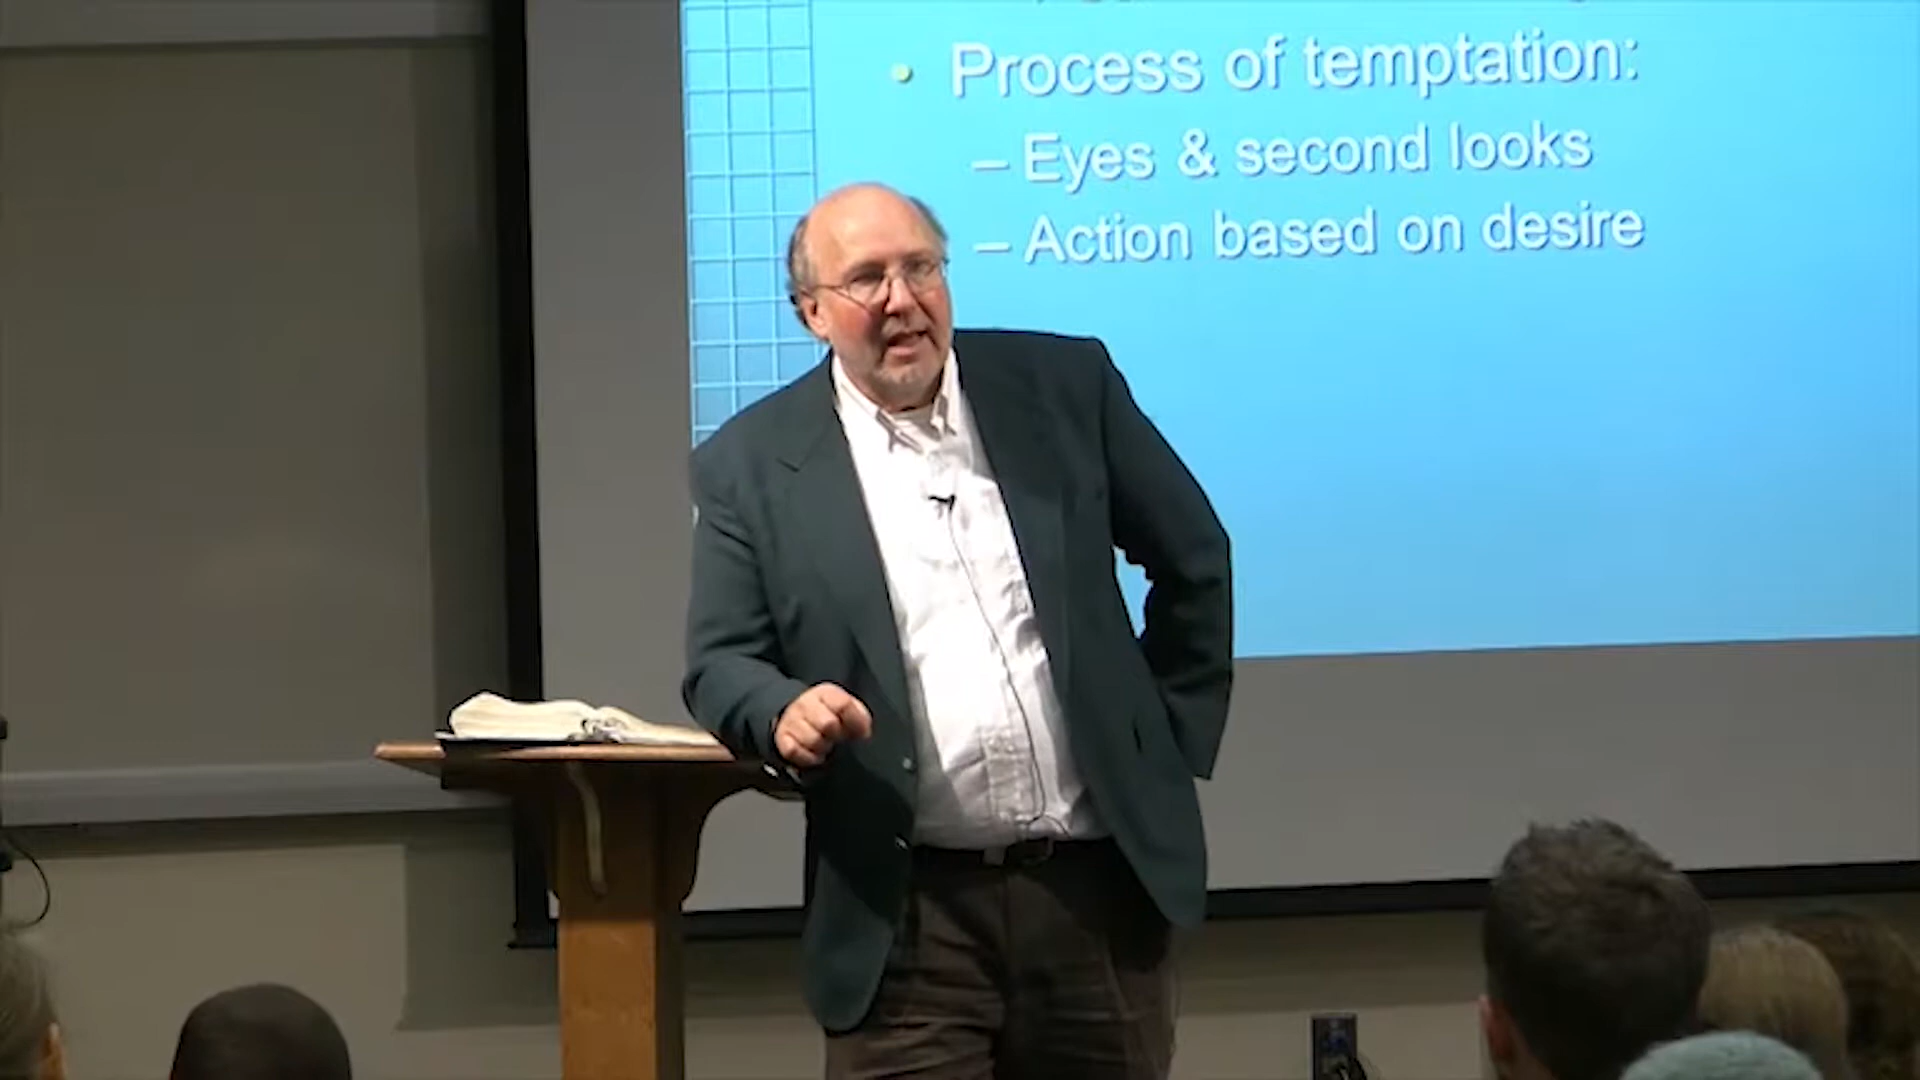 • Process of temptation:
– Eyes & second looks
– Action based on desire